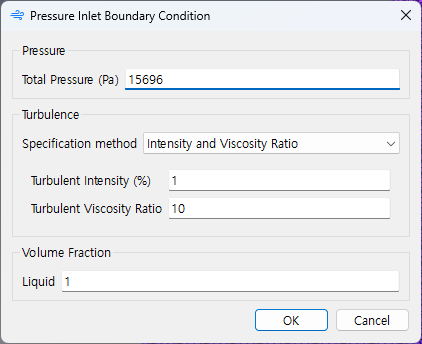 Pressure Inlet Boundary Condition
Pressure
Total Pressure (Pa) 15696
Turbulence
Specification method Intensity and Viscosity Ratio
Turbulent Intensity (%) 1
Turbulent Viscosity Ratio 10
Volume Fraction
Liquid 1
OK Cancel